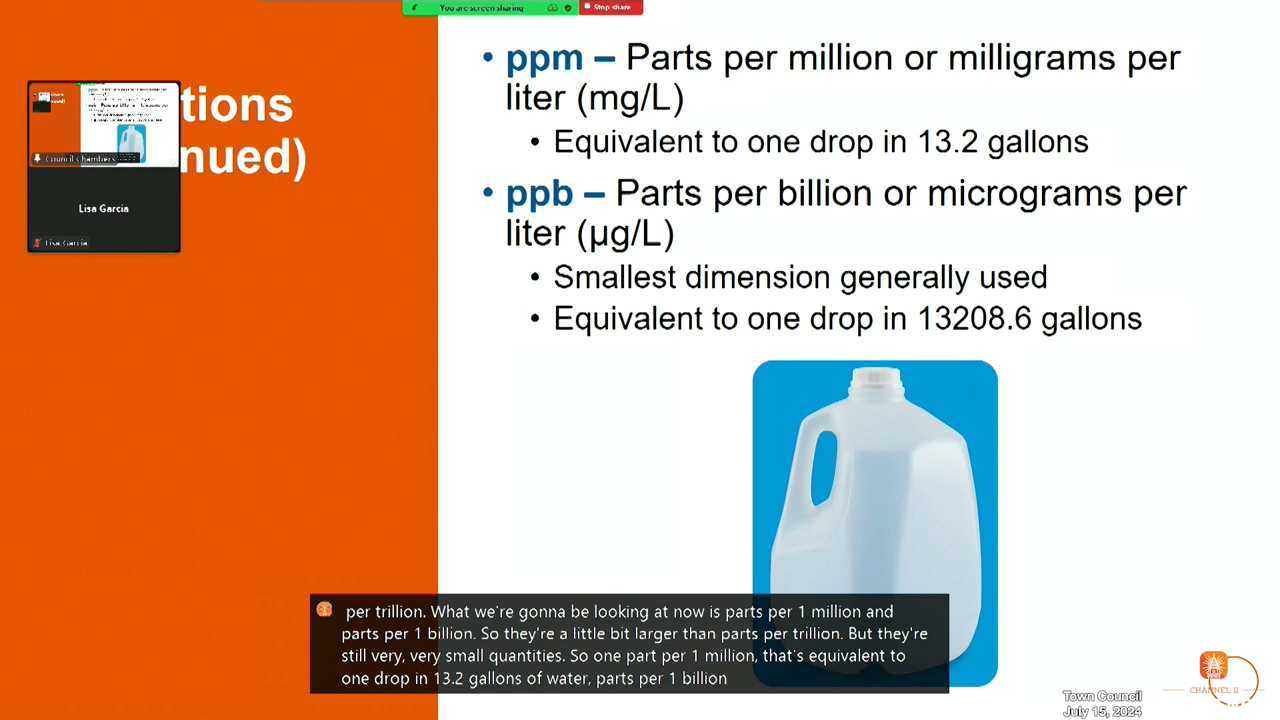 You are screen sharing
Stop share
tions
nued)
Council Chambers
Lisa Garcia
Lisa Garcia
• ppm – Parts per million or milligrams per
liter (mg/L)
• Equivalent to one drop in 13.2 gallons
• ppb – Parts per billion or micrograms per
liter (µg/L)
• Smallest dimension generally used
• Equivalent to one drop in 13208.6 gallons
per trillion. What we're gonna be looking at now is parts per 1 million and
parts per 1 billion. So they're a little bit larger than parts per trillion. But they're
still very, very small quantities. So one part per 1 million, that's equivalent to
one drop in 13.2 gallons of water, parts per 1 billion
Town Council
July 15, 2024
CHANNEL 11